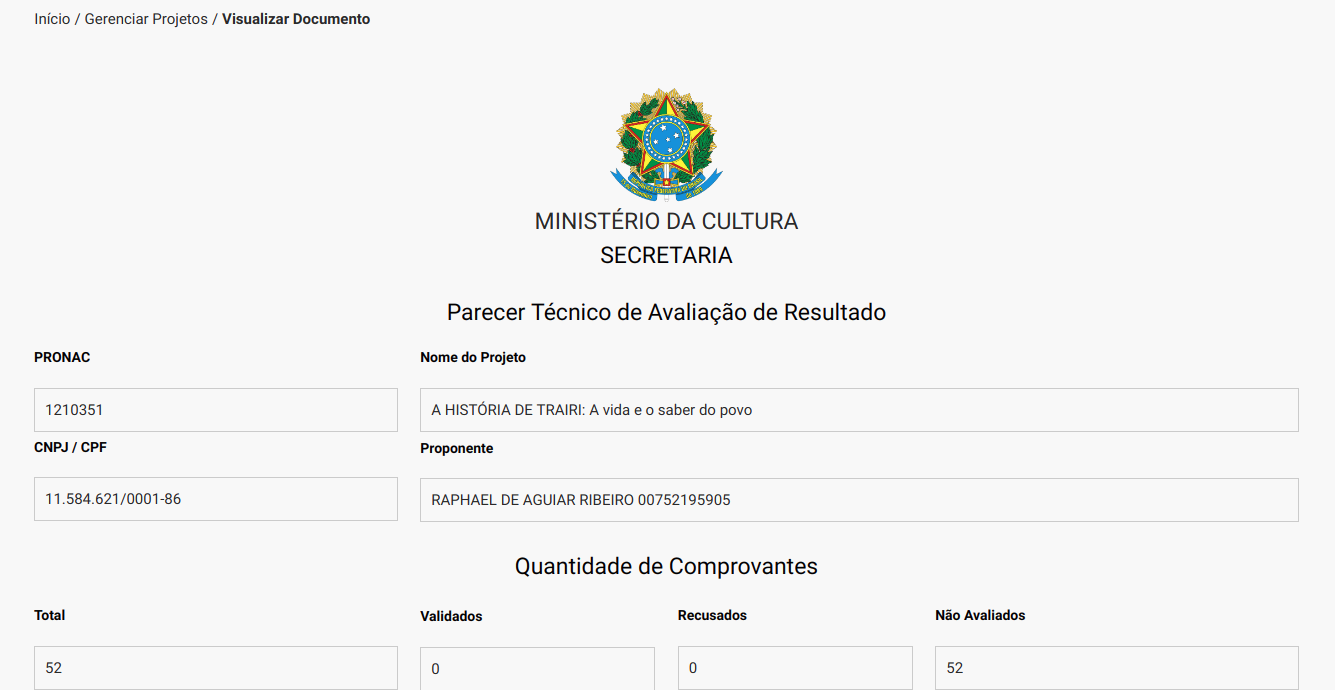 Início / Gerenciar Projetos / Visualizar Documento
MINISTÉRIO DA CULTURA
SECRETARIA
Parecer Técnico de Avaliação de Resultado
PRONAC
Nome do Projeto
1210351
A HISTÓRIA DE TRAIRI: A vida e o saber do povo
CNPJ / CPF
Proponente
11.584.621/0001-86
RAPHAEL DE AGUIAR RIBEIRO 00752195905
Quantidade de Comprovantes
Total
Validados
Recusados
Não Avaliados
52
0
0
52